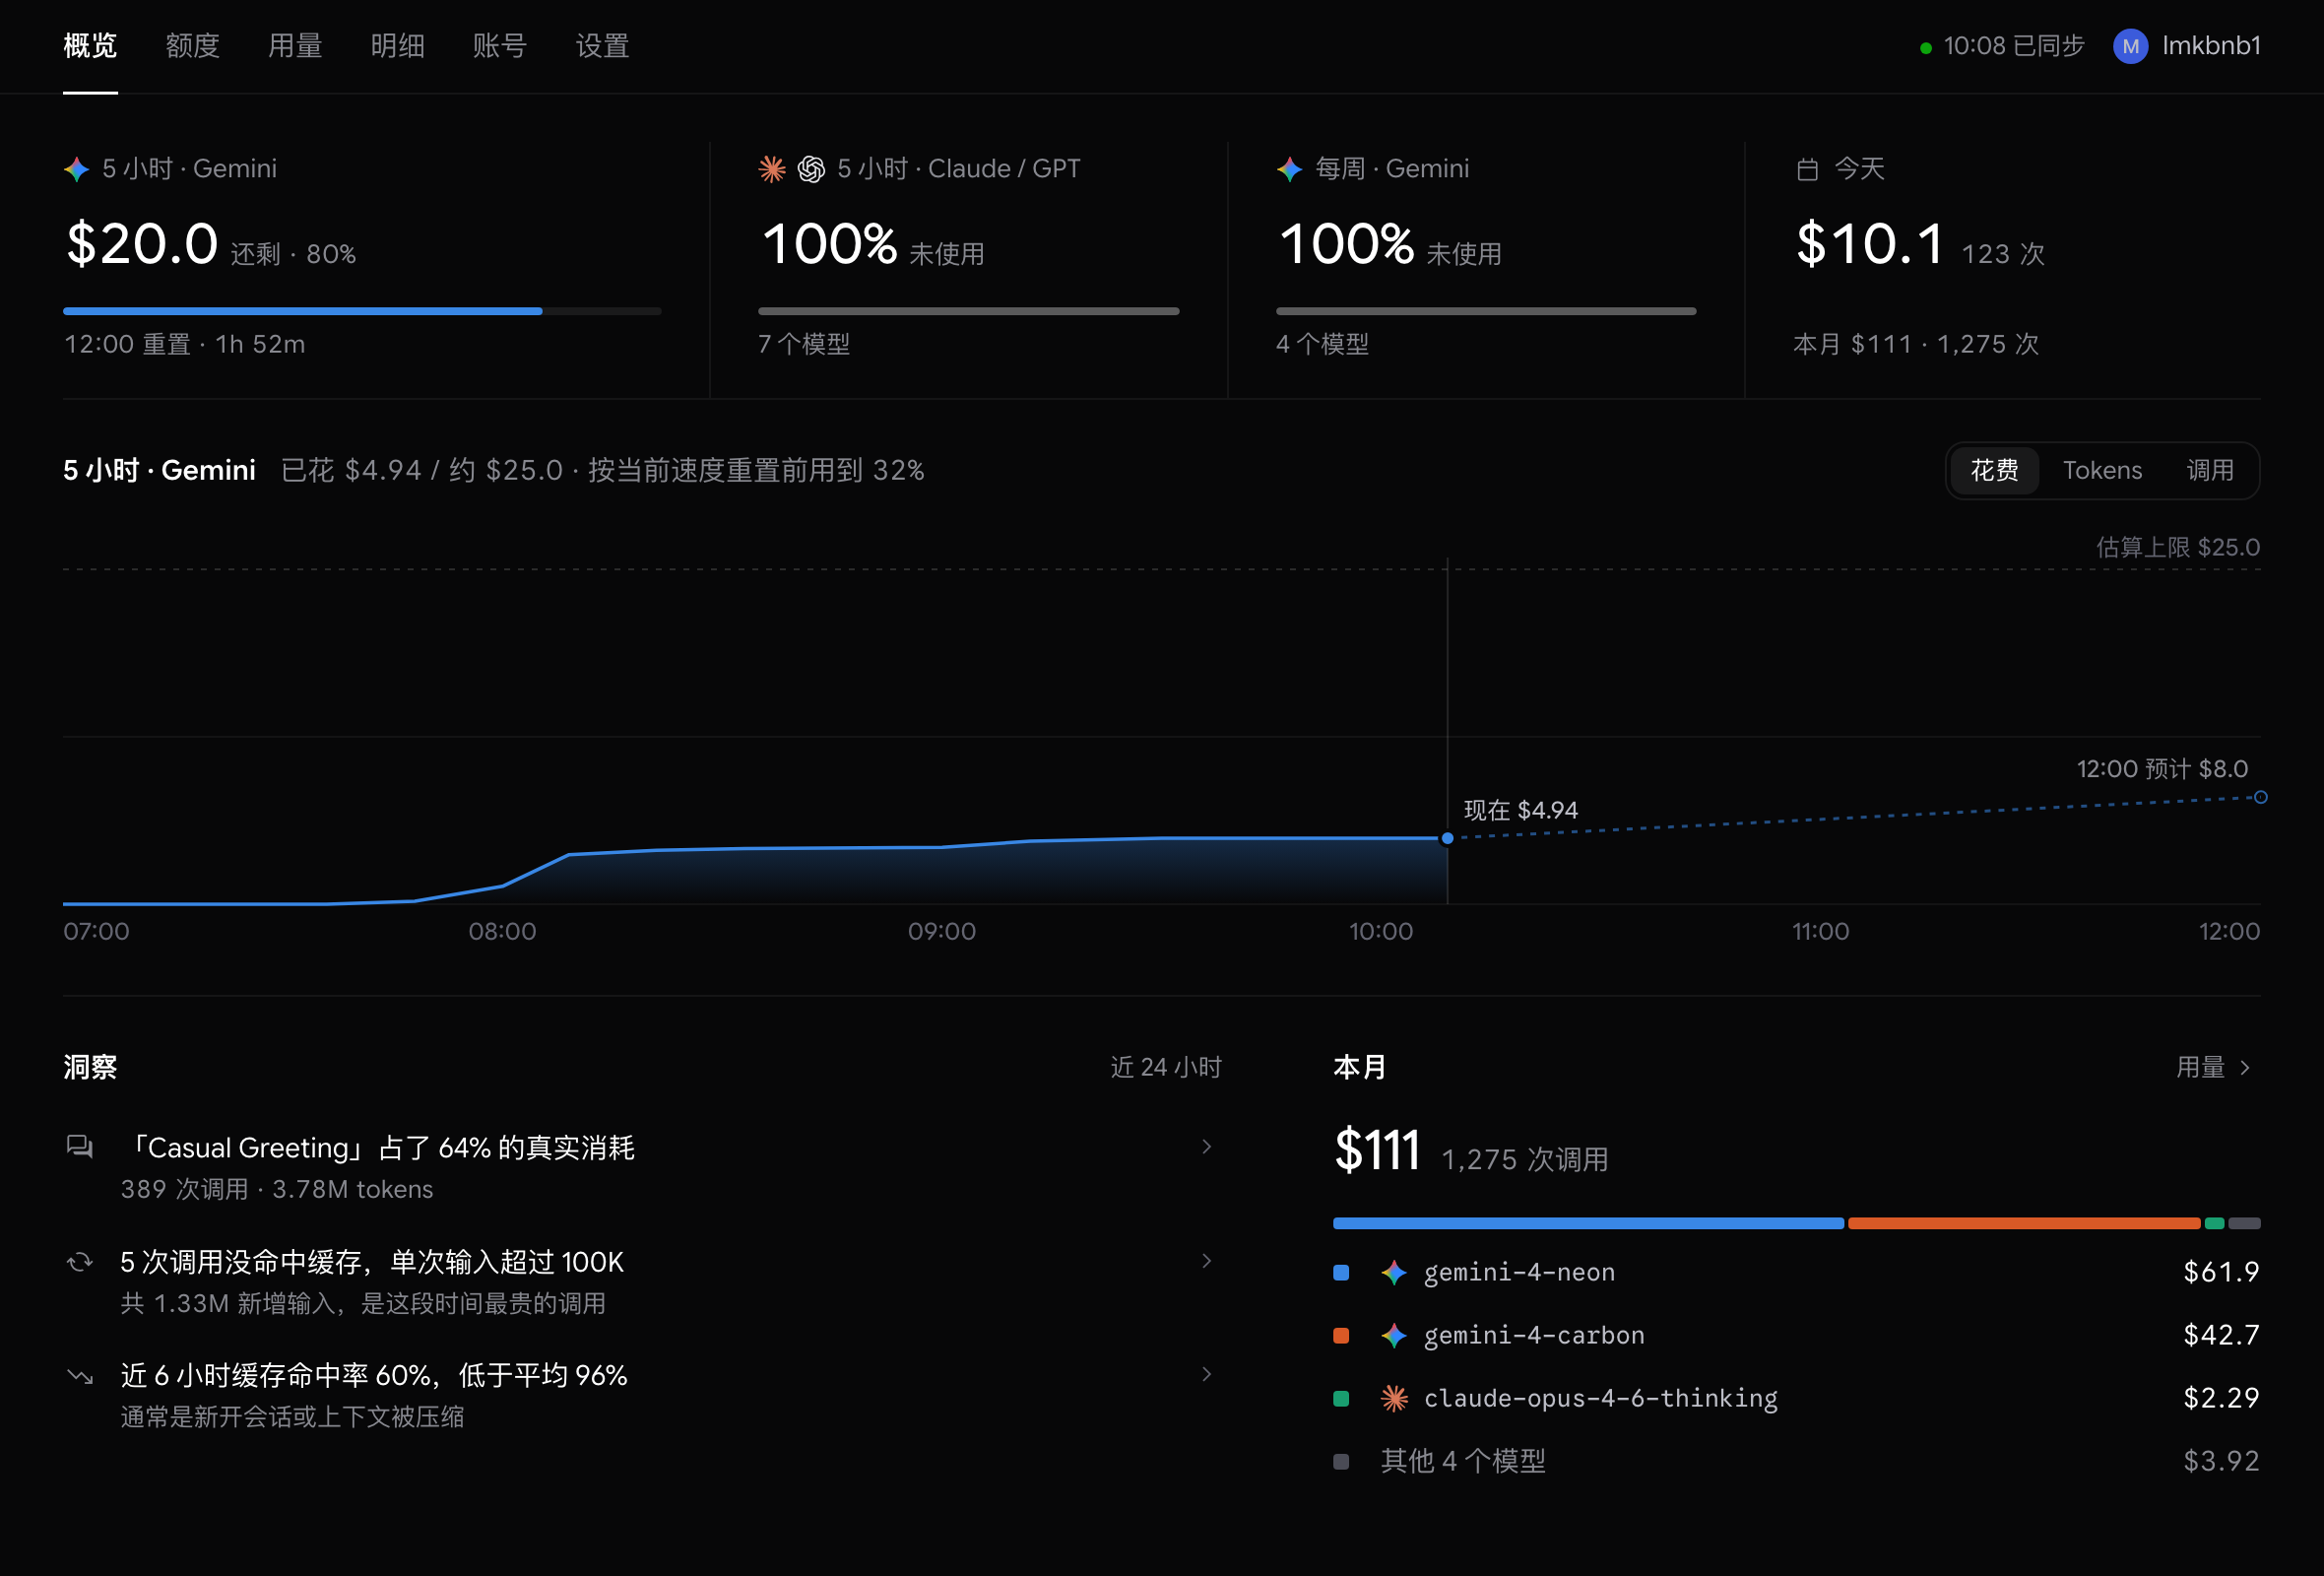 概览 额度 用量 明细 账号 设置 10:08 已同步 M lmkbnb1
5 小时 · Gemini
$20.0 还剩 · 80%
12:00 重置 · 1h 52m
5 小时 · Claude / GPT
100% 未使用
7 个模型
每周 · Gemini
100% 未使用
4 个模型
今天
$10.1 123 次
本月 $111 · 1,275 次
5 小时 · Gemini 已花 $4.94 / 约 $25.0 · 按当前速度重置前用到 32%
花费 Tokens 调用
估算上限 $25.0
12:00 预计 $8.0
现在 $4.94
07:00 08:00 09:00 10:00 11:00 12:00
洞察 近 24 小时
「Casual Greeting」占了 64% 的真实消耗
389 次调用 · 3.78M tokens
5 次调用没命中缓存，单次输入超过 100K
共 1.33M 新增输入，是这段时间最贵的调用
近 6 小时缓存命中率 60%，低于平均 96%
通常是新开会话或上下文被压缩
本月 用量
$111 1,275 次调用
gemini-4-neon $61.9
gemini-4-carbon $42.7
claude-opus-4-6-thinking $2.29
其他 4 个模型 $3.92